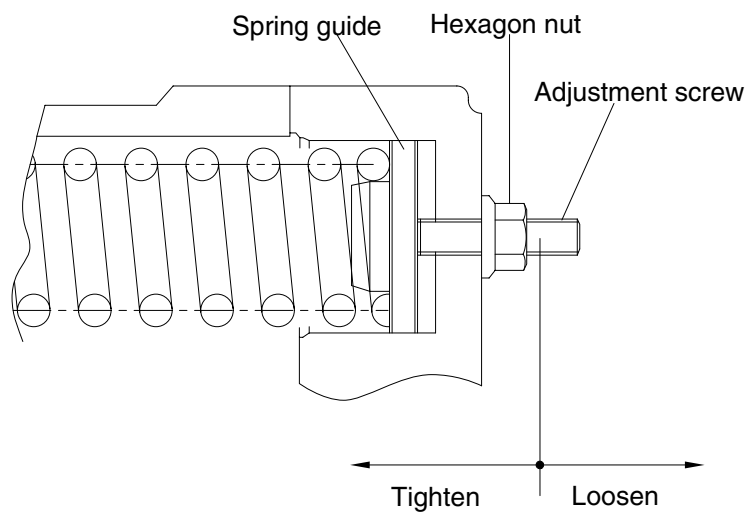 Spring guide
Hexagon nut
Adjustment screw
Tighten
Loosen